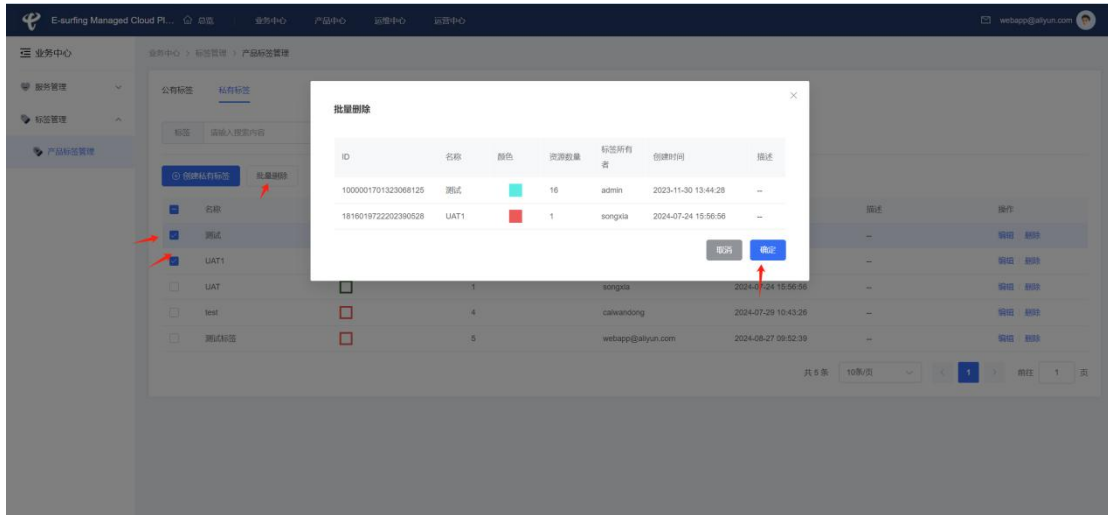 E-surfing Managed Cloud Pl... 总览 业务中心 产品中心 运维中心 运营中心 webapp@aliyun.com
业务中心 业务中心 > 标签管理 > 产品标签管理
服务管理
标签管理
产品标签管理
公有标签 私有标签
标签 请输入搜索内容
创建私有标签 批量删除
批量删除
ID 名称 颜色 资源数量 标签所有者 创建时间 描述
1000001701323068125 测试 16 admin 2023-11-30 13:44:28 --
1816019722202390528 UAT1 1 songxia 2024-07-24 15:56:56 --
取消 确定
名称 描述 操作
测试 -- 编辑 删除
UAT1 -- 编辑 删除
UAT 1 songxia 2024-07-24 15:56:56 -- 编辑 删除
test 4 caiwandong 2024-07-29 10:43:26 -- 编辑 删除
测试标签 5 webapp@aliyun.com 2024-08-27 09:52:39 -- 编辑 删除
共 5 条 10条/页 < 1 > 前往 1 页